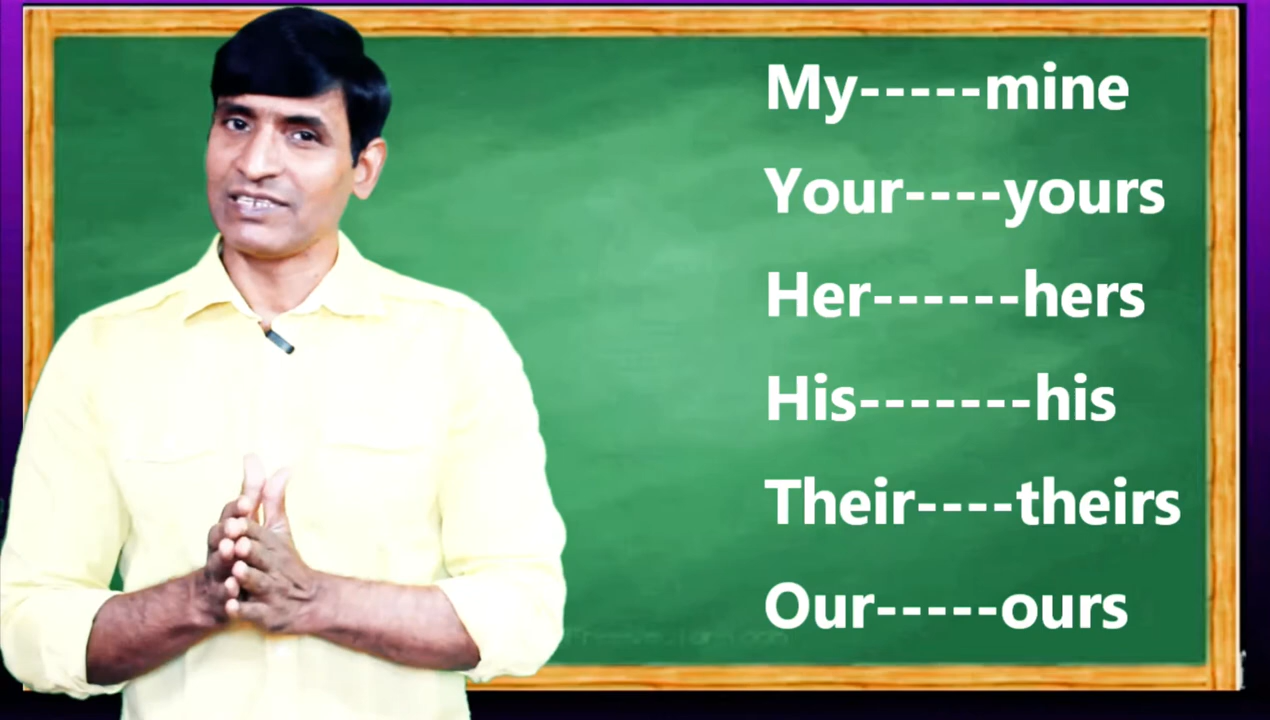 My-----mine
Your----yours
Her------hers
His-------his
Their----theirs
Our-----ours